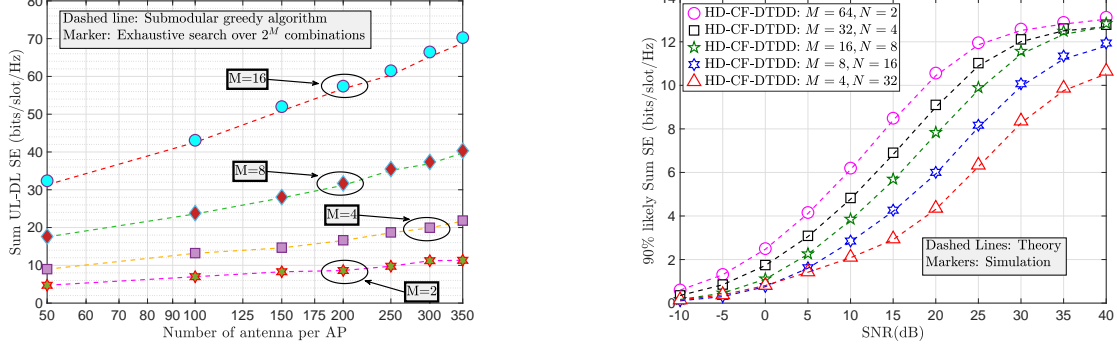 Dashed line: Submodular greedy algorithm
Marker: Exhaustive search over 2^M combinations
M=16
M=8
M=4
M=2
Sum UL-DL SE (bits/slot/Hz)
80
70
60
50
40
30
20
10
0
50 60 70 80 90 100 125 150 175 200 250 300 350
Number of antenna per AP
HD-CF-DTDD: M = 64, N = 2
HD-CF-DTDD: M = 32, N = 4
HD-CF-DTDD: M = 16, N = 8
HD-CF-DTDD: M = 8, N = 16
HD-CF-DTDD: M = 4, N = 32
Dashed Lines: Theory
Markers: Simulation
90% likely Sum SE (bits/slot/Hz)
14
12
10
8
6
4
2
0
-10 -5 0 5 10 15 20 25 30 35 40
SNR(dB)